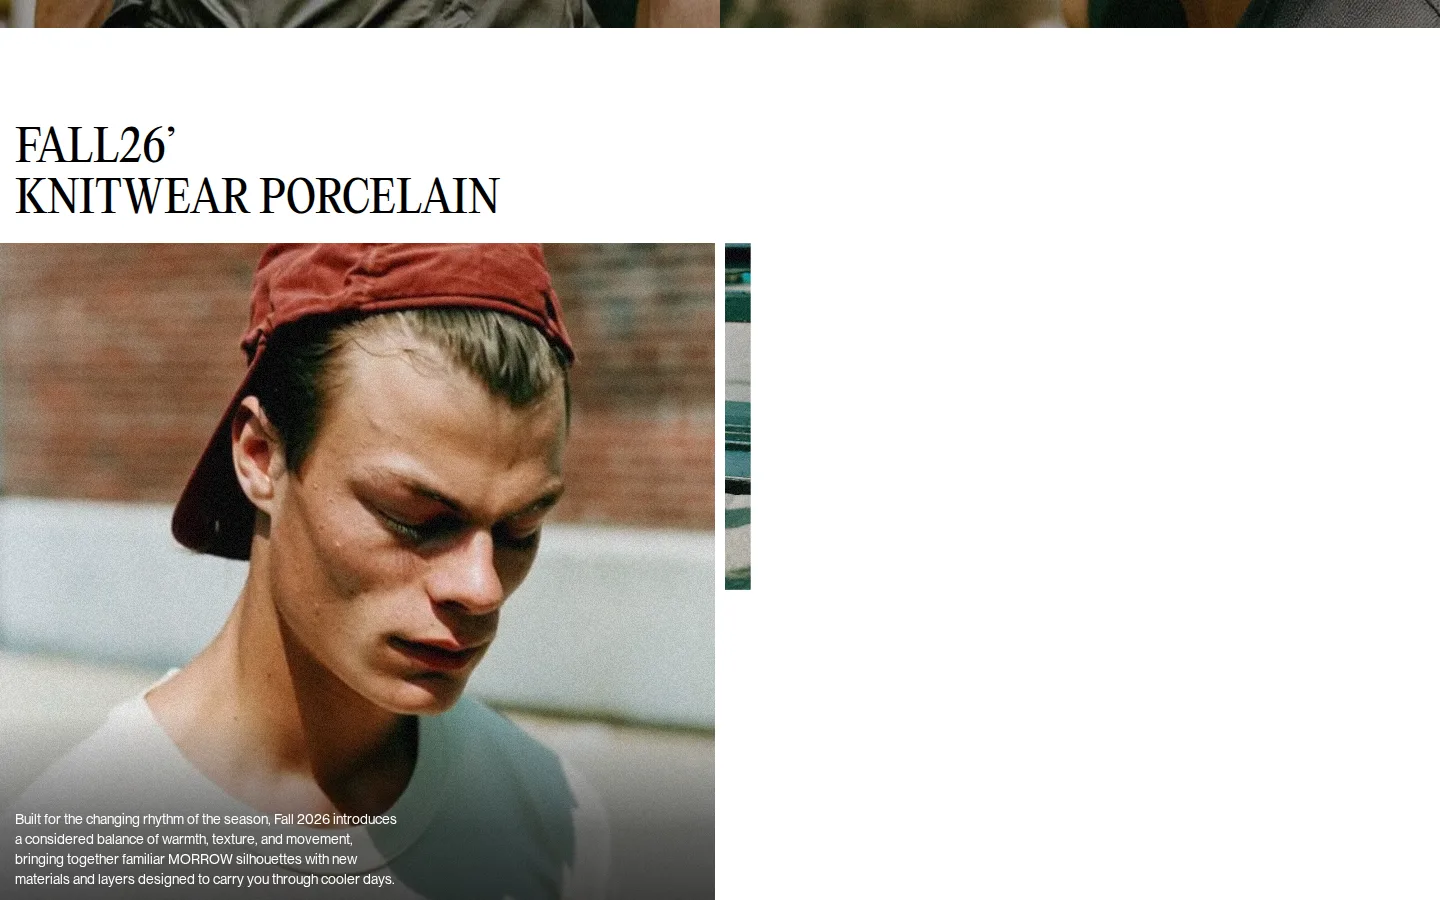 FALL26’
KNITWEAR PORCELAIN
Built for the changing rhythm of the season, Fall 2026 introduces
a considered balance of warmth, texture, and movement,
bringing together familiar MORROW silhouettes with new
materials and layers designed to carry you through cooler days.